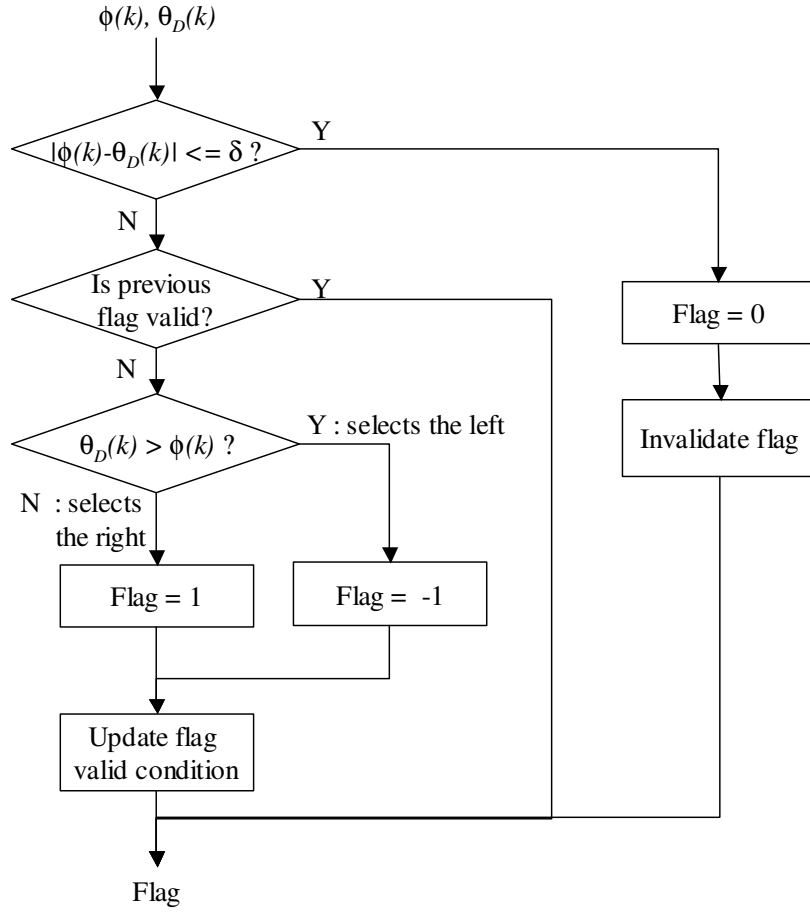 ϕ(k), θ_D(k)
|ϕ(k)-θ_D(k)| <= δ ?
Y
N
Is previous
flag valid?
Y
Flag = 0
N
Invalidate flag
θ_D(k) > ϕ(k) ?
Y : selects the left
N : selects
the right
Flag = 1
Flag = -1
Update flag
valid condition
Flag